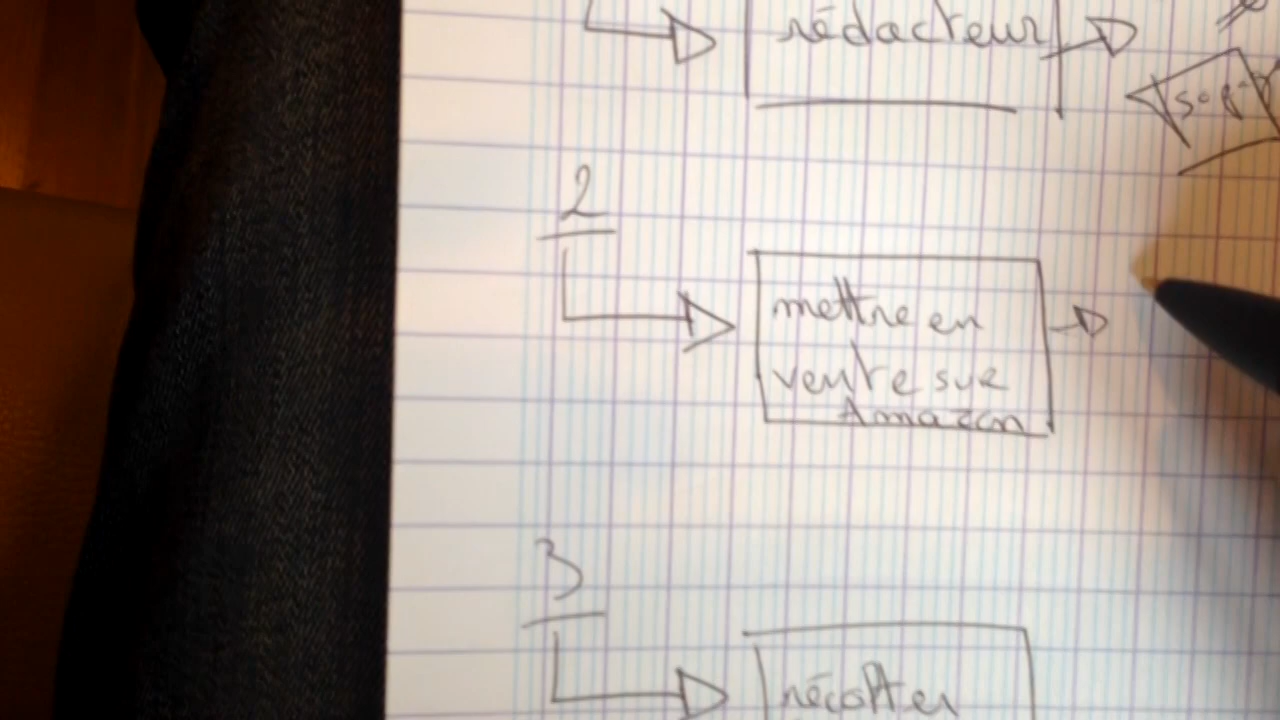 rédacteur
2
mettre en
vente sur
Amazon
3
récolter